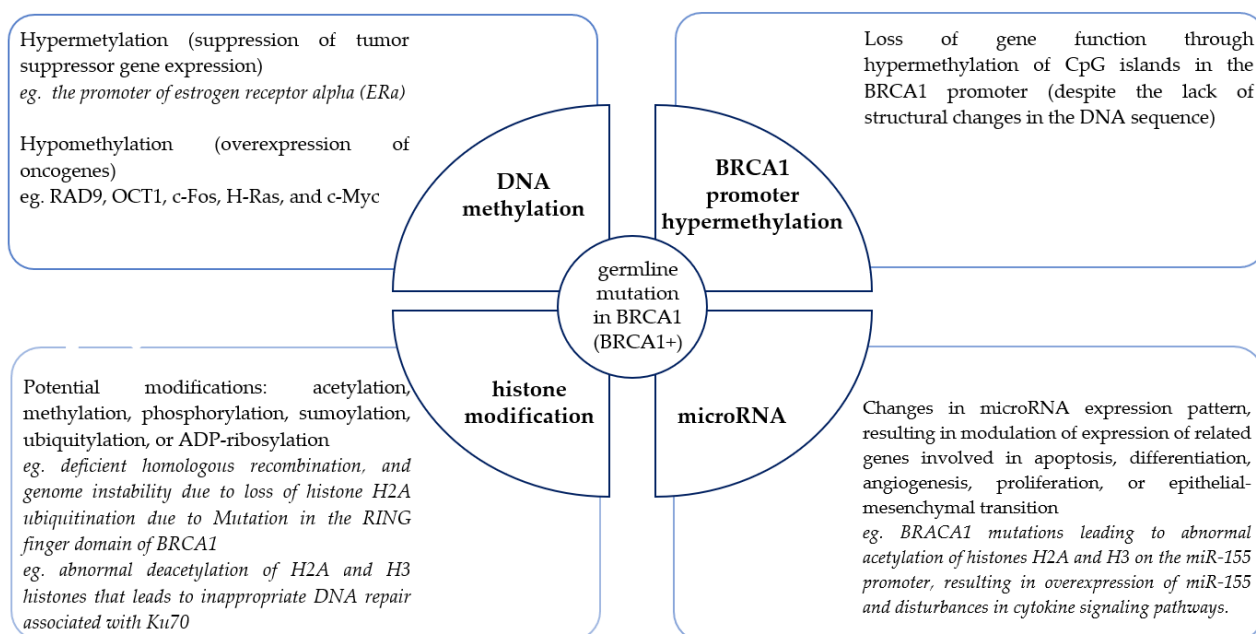 Hypermetylation (suppression of tumor
suppressor gene expression)
eg. the promoter of estrogen receptor alpha (ERa)
Hypomethylation (overexpression of
oncogenes)
eg. RAD9, OCT1, c-Fos, H-Ras, and c-Myc
Loss of gene function through
hypermethylation of CpG islands in the
BRCA1 promoter (despite the lack of
structural changes in the DNA sequence)
DNA
methylation
BRCA1
promoter
hypermethylation
germline
mutation
in BRCA1
(BRCA1+)
histone
modification
microRNA
Potential modifications: acetylation,
methylation, phosphorylation, sumoylation,
ubiquitylation, or ADP-ribosylation
eg. deficient homologous recombination, and
genome instability due to loss of histone H2A
ubiquitination due to Mutation in the RING
finger domain of BRCA1
eg. abnormal deacetylation of H2A and H3
histones that leads to inappropriate DNA repair
associated with Ku70
Changes in microRNA expression pattern,
resulting in modulation of expression of related
genes involved in apoptosis, differentiation,
angiogenesis, proliferation, or epithelial-
mesenchymal transition
eg. BRACA1 mutations leading to abnormal
acetylation of histones H2A and H3 on the miR-155
promoter, resulting in overexpression of miR-155
and disturbances in cytokine signaling pathways.